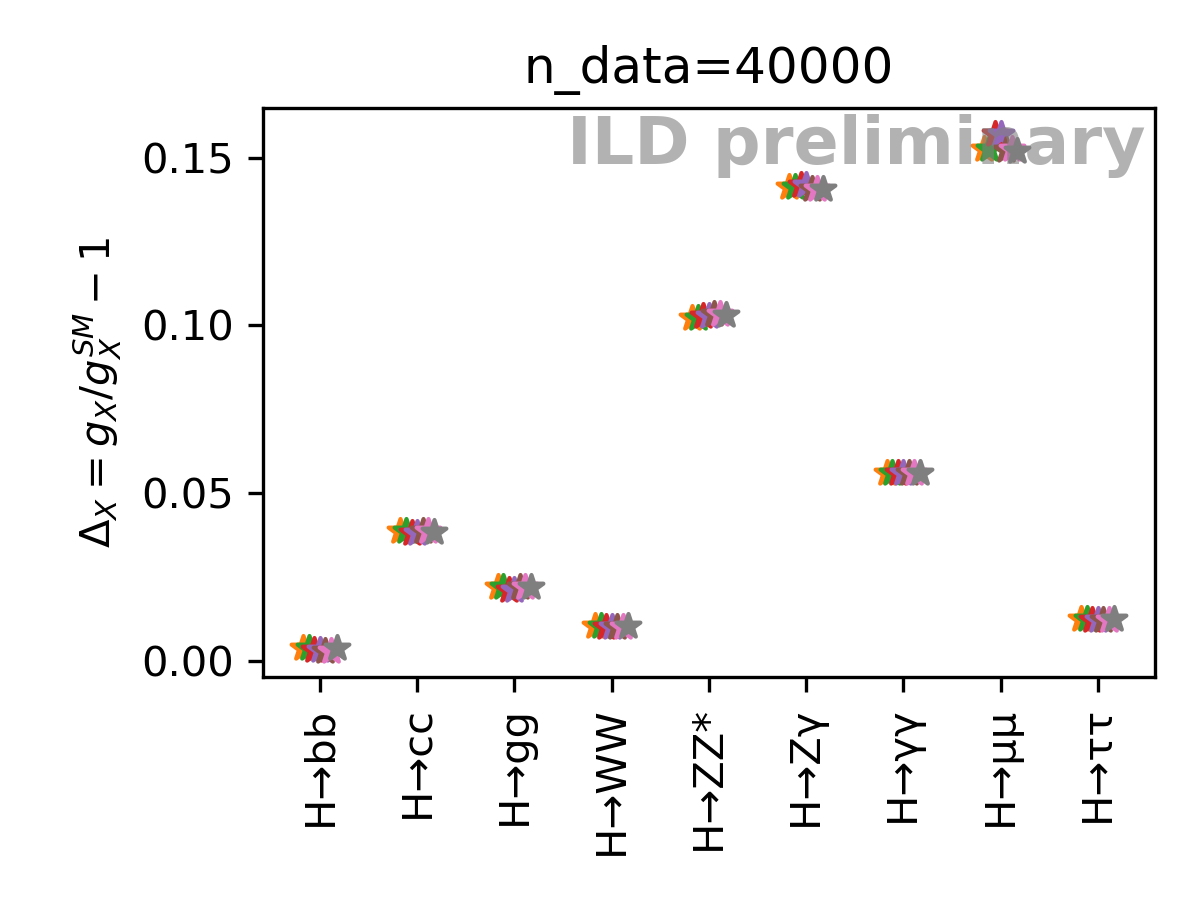 n_data=40000
ILD preliminary
Δ_X = g_X/g_X^{SM} − 1
0.15
0.10
0.05
0.00
H→bb
H→cc
H→gg
H→WW
H→ZZ*
H→Zγ
H→γγ
H→μμ
H→ττ